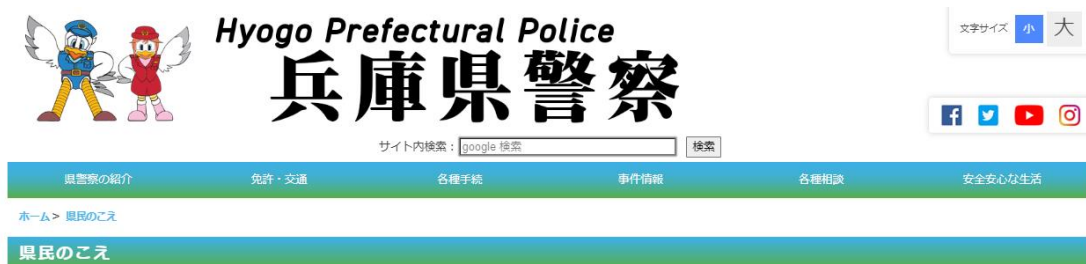 Hyogo Prefectural Police
兵庫県警察
文字サイズ 小 大
サイト内検索： google 検索 検索
県警察の紹介 免許・交通 各種手続 事件情報 各種相談 安全安心な生活
ホーム> 県民のこえ
県民のこえ